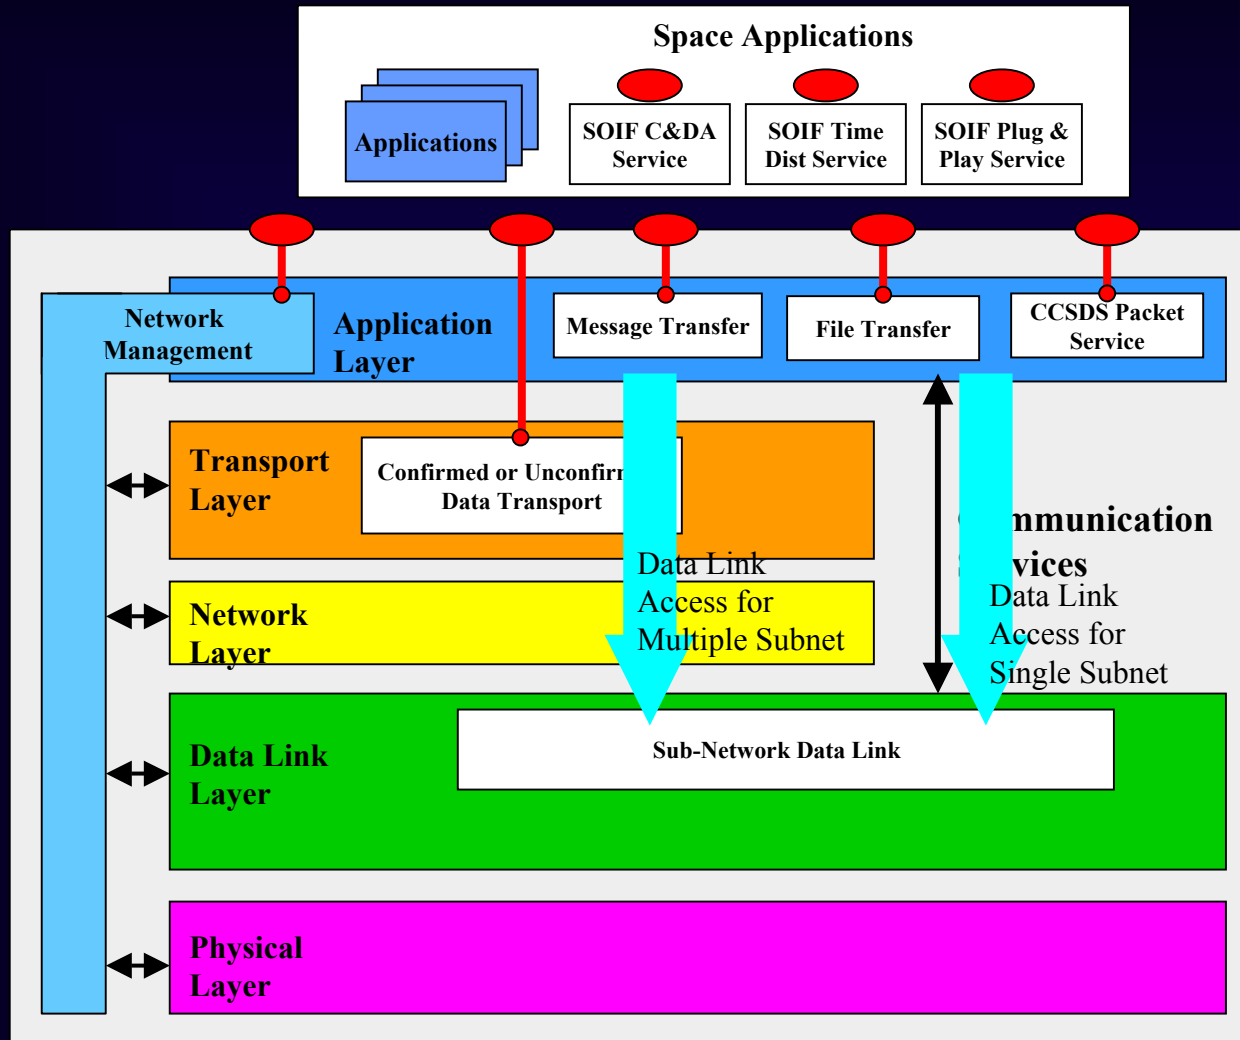 Space Applications
Applications
SOIF C&DA
Service
SOIF Time
Dist Service
SOIF Plug &
Play Service
Network
Management
Application
Layer
Message Transfer
File Transfer
CCSDS Packet
Service
Transport
Layer
Confirmed or Unconfirm
Data Transport
mmunication
vices
Data Link
Access for
Multiple Subnet
Data Link
Access for
Single Subnet
Network
Layer
Data Link
Layer
Sub-Network Data Link
Physical
Layer